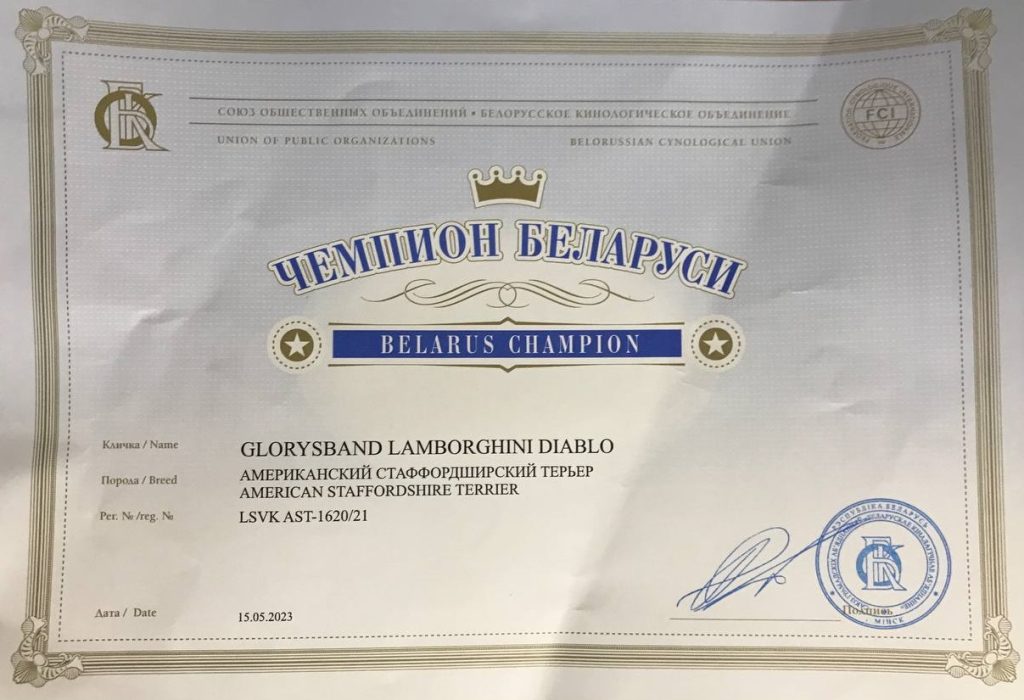 СОЮЗ ОБЩЕСТВЕННЫХ ОБЪЕДИНЕНИЙ • БЕЛОРУССКОЕ КИНОЛОГИЧЕСКОЕ ОБЪЕДИНЕНИЕ
UNION OF PUBLIC ORGANIZATIONS BELORUSSIAN CYNOLOGICAL UNION
FCI
ЧЕМПИОН БЕЛАРУСИ
BELARUS CHAMPION
Кличка / Name GLORYSBAND LAMBORGHINI DIABLO
Порода / Breed АМЕРИКАНСКИЙ СТАФФОРДШИРСКИЙ ТЕРЬЕР
AMERICAN STAFFORDSHIRE TERRIER
Рег. № /reg. № LSVK AST-1620/21
Дата / Date 15.05.2023
Подпись
РЭСПУБЛІКА БЕЛАРУСЬ
МІНСК